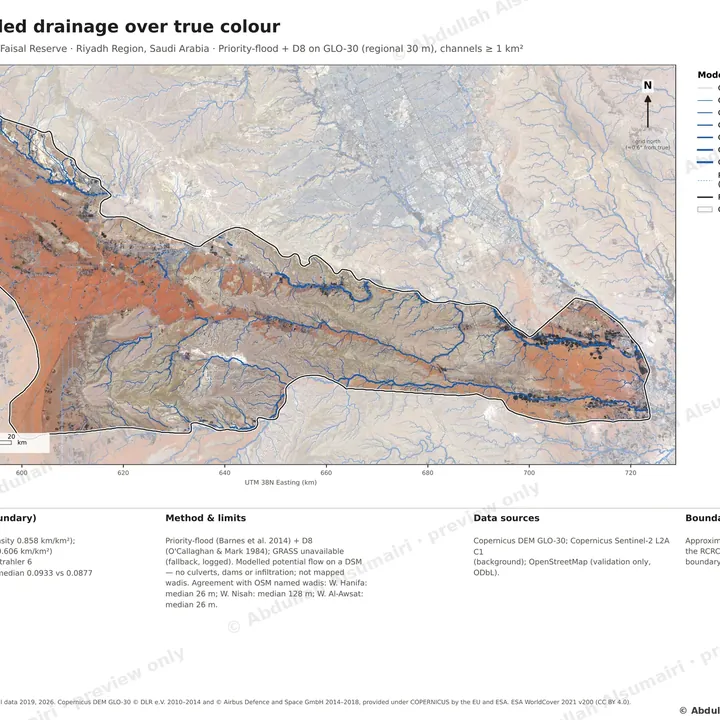 led drainage over true colour
Faisal Reserve · Riyadh Region, Saudi Arabia · Priority-flood + D8 on GLO-30 (regional 30 m), channels ≥ 1 km²
Mode
N
20
km
600
620
640
660
680
700
720
UTM 38N Easting (km)
undary)
nsity 0.858 km/km²);
0.606 km/km²)
trahler 6
median 0.0933 vs 0.0877
Method & limits
Priority-flood (Barnes et al. 2014) + D8
(O'Callaghan & Mark 1984); GRASS unavailable
(fallback, logged). Modelled potential flow on a DSM
— no culverts, dams or infiltration; not mapped
wadis. Agreement with OSM named wadis: W. Hanifa:
median 26 m; W. Nisah: median 128 m; W. Al-Awsat:
median 26 m.
Data sources
Copernicus DEM GLO-30; Copernicus Sentinel-2 L2A
C1
(background); OpenStreetMap (validation only,
ODbL).
Bounda
Approxim
the RCRC
boundary
l data 2019, 2026. Copernicus DEM GLO-30 © DLR e.V. 2010–2014 and © Airbus Defence and Space GmbH 2014–2018, provided under COPERNICUS by the EU and ESA. ESA WorldCover 2021 v200 (CC BY 4.0).
© Abdul
© Abdullah Alsumairi · preview only